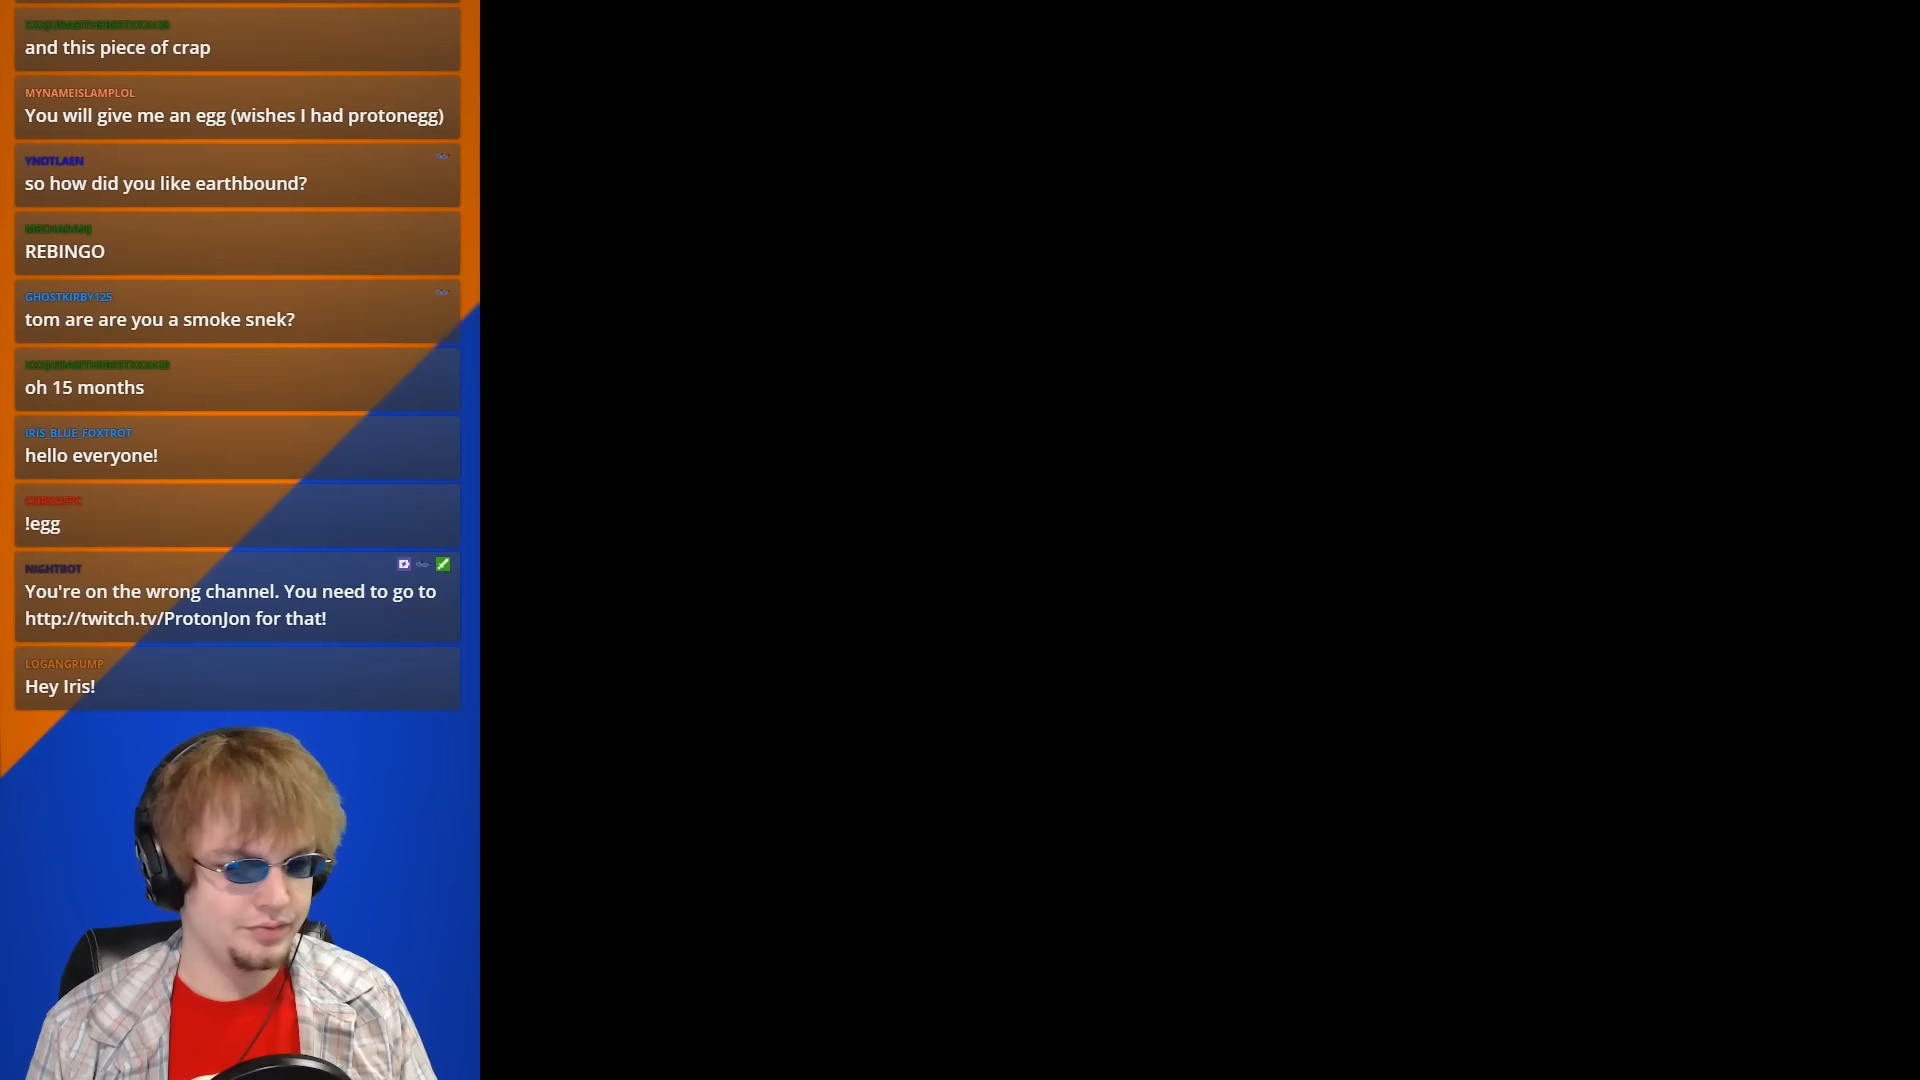 and this piece of crap
MYNAMEISLAMPLOL
You will give me an egg (wishes I had protonegg)
YNOTLAEN
so how did you like earthbound?
MECHADANJ
REBINGO
GHOSTKIRBY125
tom are are you a smoke snek?
oh 15 months
IRIS_BLUE_FOXTROT
hello everyone!
!egg
NIGHTBOT
You're on the wrong channel. You need to go to
http://twitch.tv/ProtonJon for that!
LOGANGRUMP
Hey Iris!